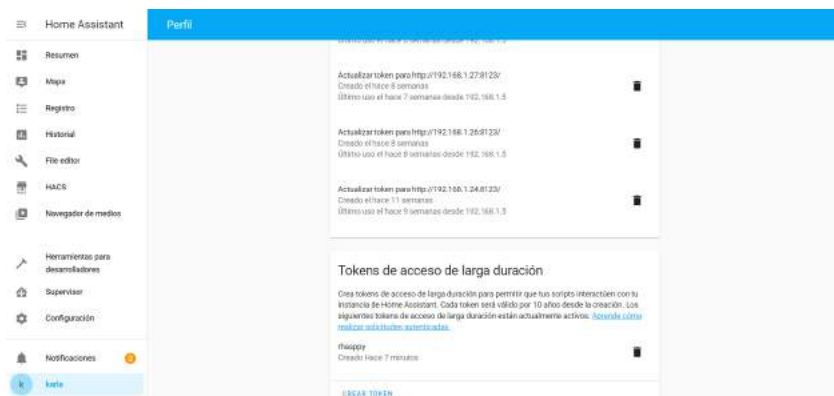 Home Assistant
Perfil
Resumen
Mapa
Registro
Historial
File editor
HACS
Navegador de medios
Herramientas para
desarrolladores
Supervisor
Configuración
Notificaciones
k
karla
Actualizar token para http://192.168.1.27:8123/
Creado el hace 8 semanas
Último uso el hace 7 semanas desde 192.168.1.5
Actualizar token para http://192.168.1.26:8123/
Creado el hace 8 semanas
Último uso el hace 8 semanas desde 192.168.1.5
Actualizar token para http://192.168.1.24:8123/
Creado el hace 11 semanas
Último uso el hace 9 semanas desde 192.168.1.5
Tokens de acceso de larga duración
Crea tokens de acceso de larga duración para permitir que tus scripts interactúen con tu
instancia de Home Assistant. Cada token será válido por 10 años desde la creación. Los
siguientes tokens de acceso de larga duración están actualmente activos. Aprende cómo
realizar solicitudes autenticadas.
rhasppy
Creado Hace 7 minutos
CREAR TOKEN